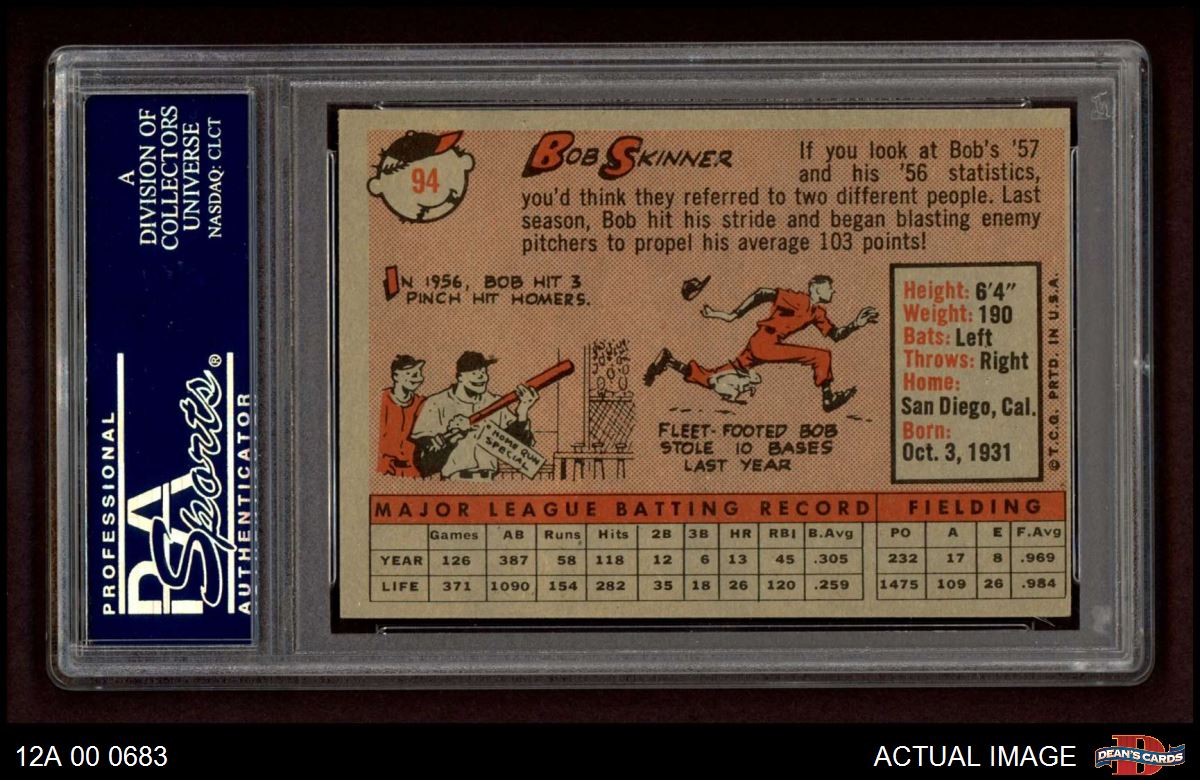 A
DIVISION OF
COLLECTORS
UNIVERSE
NASDAQ: CLCT
PROFESSIONAL
PSA
Sports®
AUTHENTICATOR
94
BOB SKINNER
If you look at Bob's '57
and his '56 statistics,
you'd think they referred to two different people. Last
season, Bob hit his stride and began blasting enemy
pitchers to propel his average 103 points!
IN 1956, BOB HIT 3
PINCH HIT HOMERS.
HOME RUN
SPECIAL
FLEET-FOOTED BOB
STOLE 10 BASES
LAST YEAR
Height: 6'4"
Weight: 190
Bats: Left
Throws: Right
Home:
San Diego, Cal.
Born:
Oct. 3, 1931
© T.C.G. PRTD. IN U.S.A.
MAJOR LEAGUE BATTING RECORD FIELDING
Games AB Runs Hits 2B 3B HR RBI B.Avg PO A E F.Avg
YEAR 126 387 58 118 12 6 13 45 .305 232 17 8 .969
LIFE 371 1090 154 282 35 18 26 120 .259 1475 109 26 .984
12A 00 0683
ACTUAL IMAGE
DEAN'S CARDS